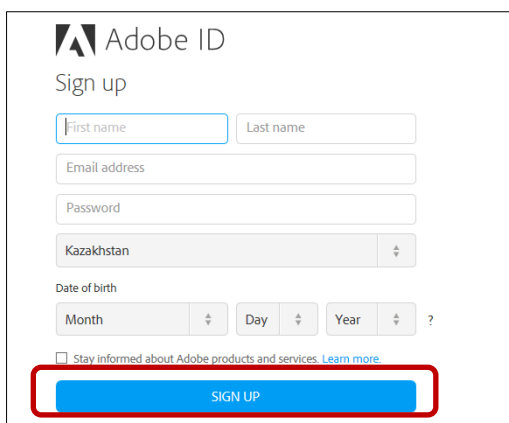 Adobe ID
Sign up
First name Last name
Email address
Password
Kazakhstan
Date of birth
Month Day Year ?
Stay informed about Adobe products and services. Learn more.
SIGN UP